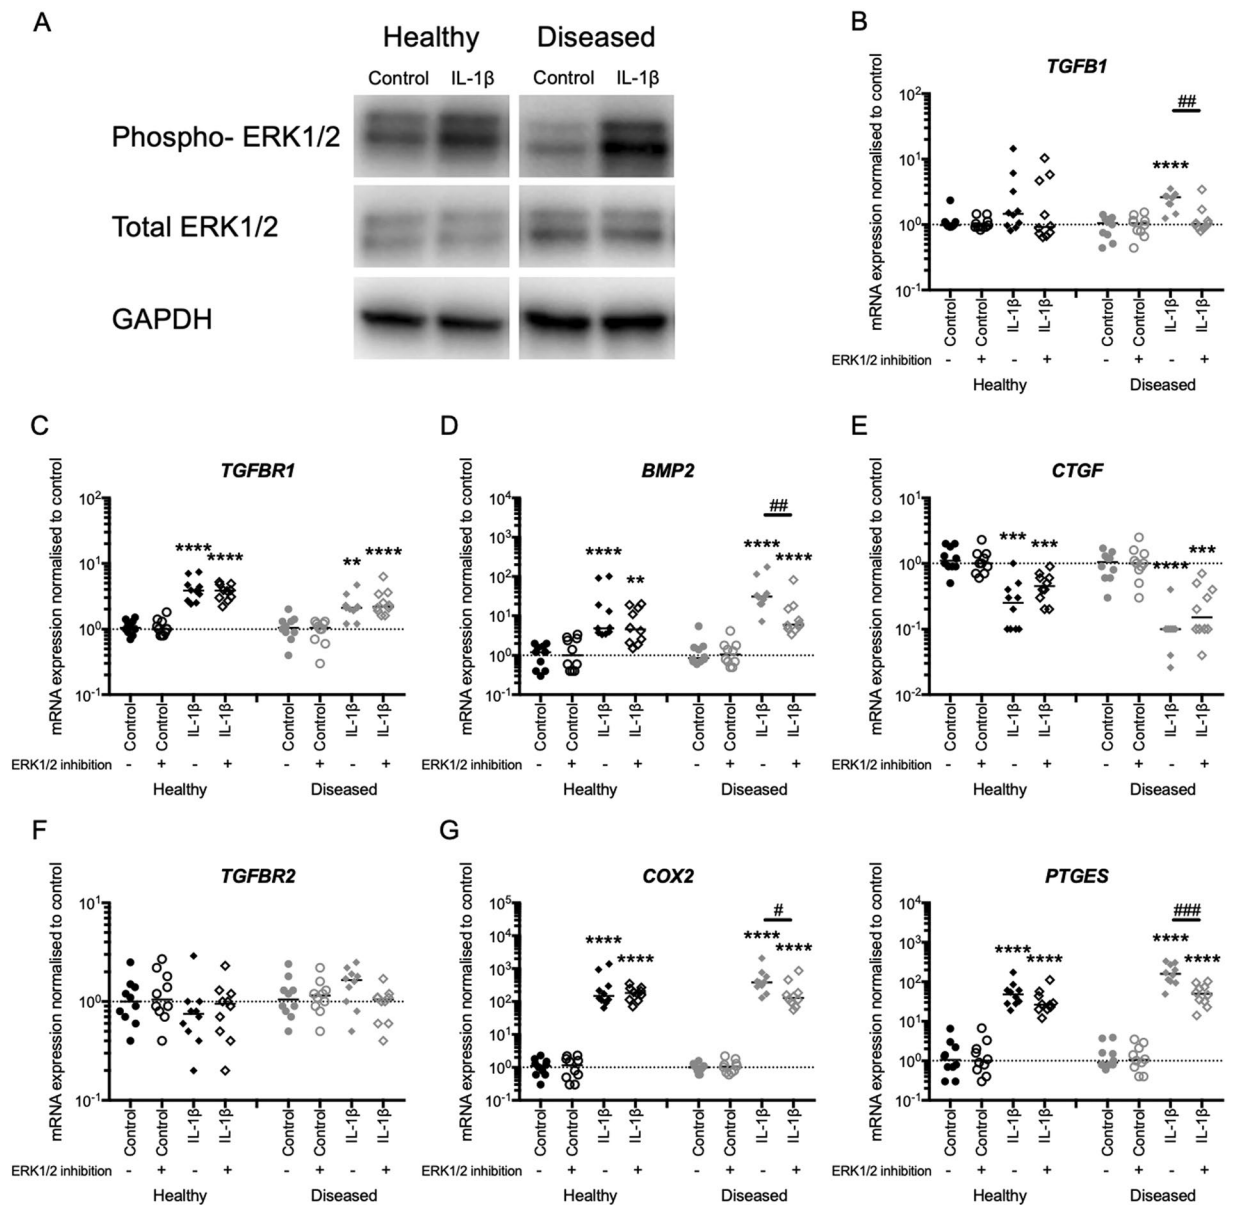 A
Healthy Diseased
Control IL-1β Control IL-1β
Phospho- ERK1/2
Total ERK1/2
GAPDH
B
TGFB1
mRNA expression normalised to control
10²
10¹
10⁰
10⁻¹
##
****
Control Control IL-1β IL-1β Control Control IL-1β IL-1β
ERK1/2 inhibition - + - + - + - +
Healthy Diseased
C
TGFBR1
mRNA expression normalised to control
10²
10¹
10⁰
10⁻¹
**** **** ** ****
Control Control IL-1β IL-1β Control Control IL-1β IL-1β
ERK1/2 inhibition - + - + - + - +
Healthy Diseased
D
BMP2
mRNA expression normalised to control
10⁴
10³
10²
10¹
10⁰
10⁻¹
##
**** ** **** ****
Control Control IL-1β IL-1β Control Control IL-1β IL-1β
ERK1/2 inhibition - + - + - + - +
Healthy Diseased
E
CTGF
mRNA expression normalised to control
10¹
10⁰
10⁻¹
10⁻²
*** *** **** ***
Control Control IL-1β IL-1β Control Control IL-1β IL-1β
ERK1/2 inhibition - + - + - + - +
Healthy Diseased
F
TGFBR2
mRNA expression normalised to control
10¹
10⁰
10⁻¹
Control Control IL-1β IL-1β Control Control IL-1β IL-1β
ERK1/2 inhibition - + - + - + - +
Healthy Diseased
G
COX2
mRNA expression normalised to control
10⁵
10⁴
10³
10²
10¹
10⁰
10⁻¹
#
**** **** **** ****
Control Control IL-1β IL-1β Control Control IL-1β IL-1β
ERK1/2 inhibition - + - + - + - +
Healthy Diseased
PTGES
mRNA expression normalised to control
10⁴
10³
10²
10¹
10⁰
10⁻¹
###
**** **** **** ****
Control Control IL-1β IL-1β Control Control IL-1β IL-1β
ERK1/2 inhibition - + - + - + - +
Healthy Diseased